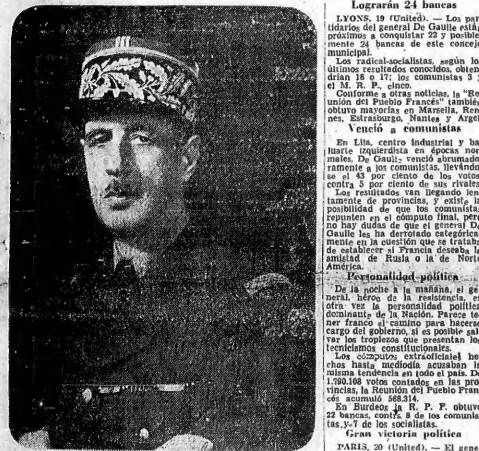 Lograrán 24 bancas
LYONS, 19 (United). — Los par
tidarios del general De Gaulle está
próximos a conquistar 22 y posible
mente 24 bancas de este concejo
municipal.
Los radical-socialistas, según lo
últimos resultados conocidos, obten
drían 16 o 17; los comunistas 3 y
el M. R. P., cinco.
Conforme a otras noticias, la "Re
unión del Pueblo Francés" también
obtuvo mayorías en Marsella, Ren
nes, Estrasburgo, Nantes y Argel
Venció a comunistas
En Lila, centro industrial y ba
luarte izquierdista en épocas nor
males, De Gaulle venció abrumado
ramente a los comunistas, llevándo
se el 43 por ciento de los votos
contra 5 por ciento de sus rivales
Los resultados van llegando len
tamente de provincias, y existe la
posibilidad de que los comunistas
repunten en el cómputo final, pero
no hay dudas de que el general De
Gaulle les ha derrotado categórica
mente en la cuestión que se trataba
de establecer si Francia deseaba la
amistad de Rusia o la de Norte
América.
Personalidad política
De la noche a la mañana, el ge
neral, héroe de la resistencia, es
otra vez la personalidad política
dominante de la Nación. Parece te
ner franco el camino para hacerse
cargo del gobierno, si es posible sal
var los tropiezos que presentan los
tecnicismos constitucionales.
Los cómputos extraoficiales he
chos hasta mediodía acusaban la
misma tendencia en todo el país. De
1.790.108 votos contados en las pro
vincias, la Reunión del Pueblo Fran
cés acumuló 568.314.
En Burdeos la R. P. F. obtuvo
22 bancas, contra 8 de los comunis
tas, y 7 de los socialistas.
Gran victoria política
PARIS, 20 (United). — El gene